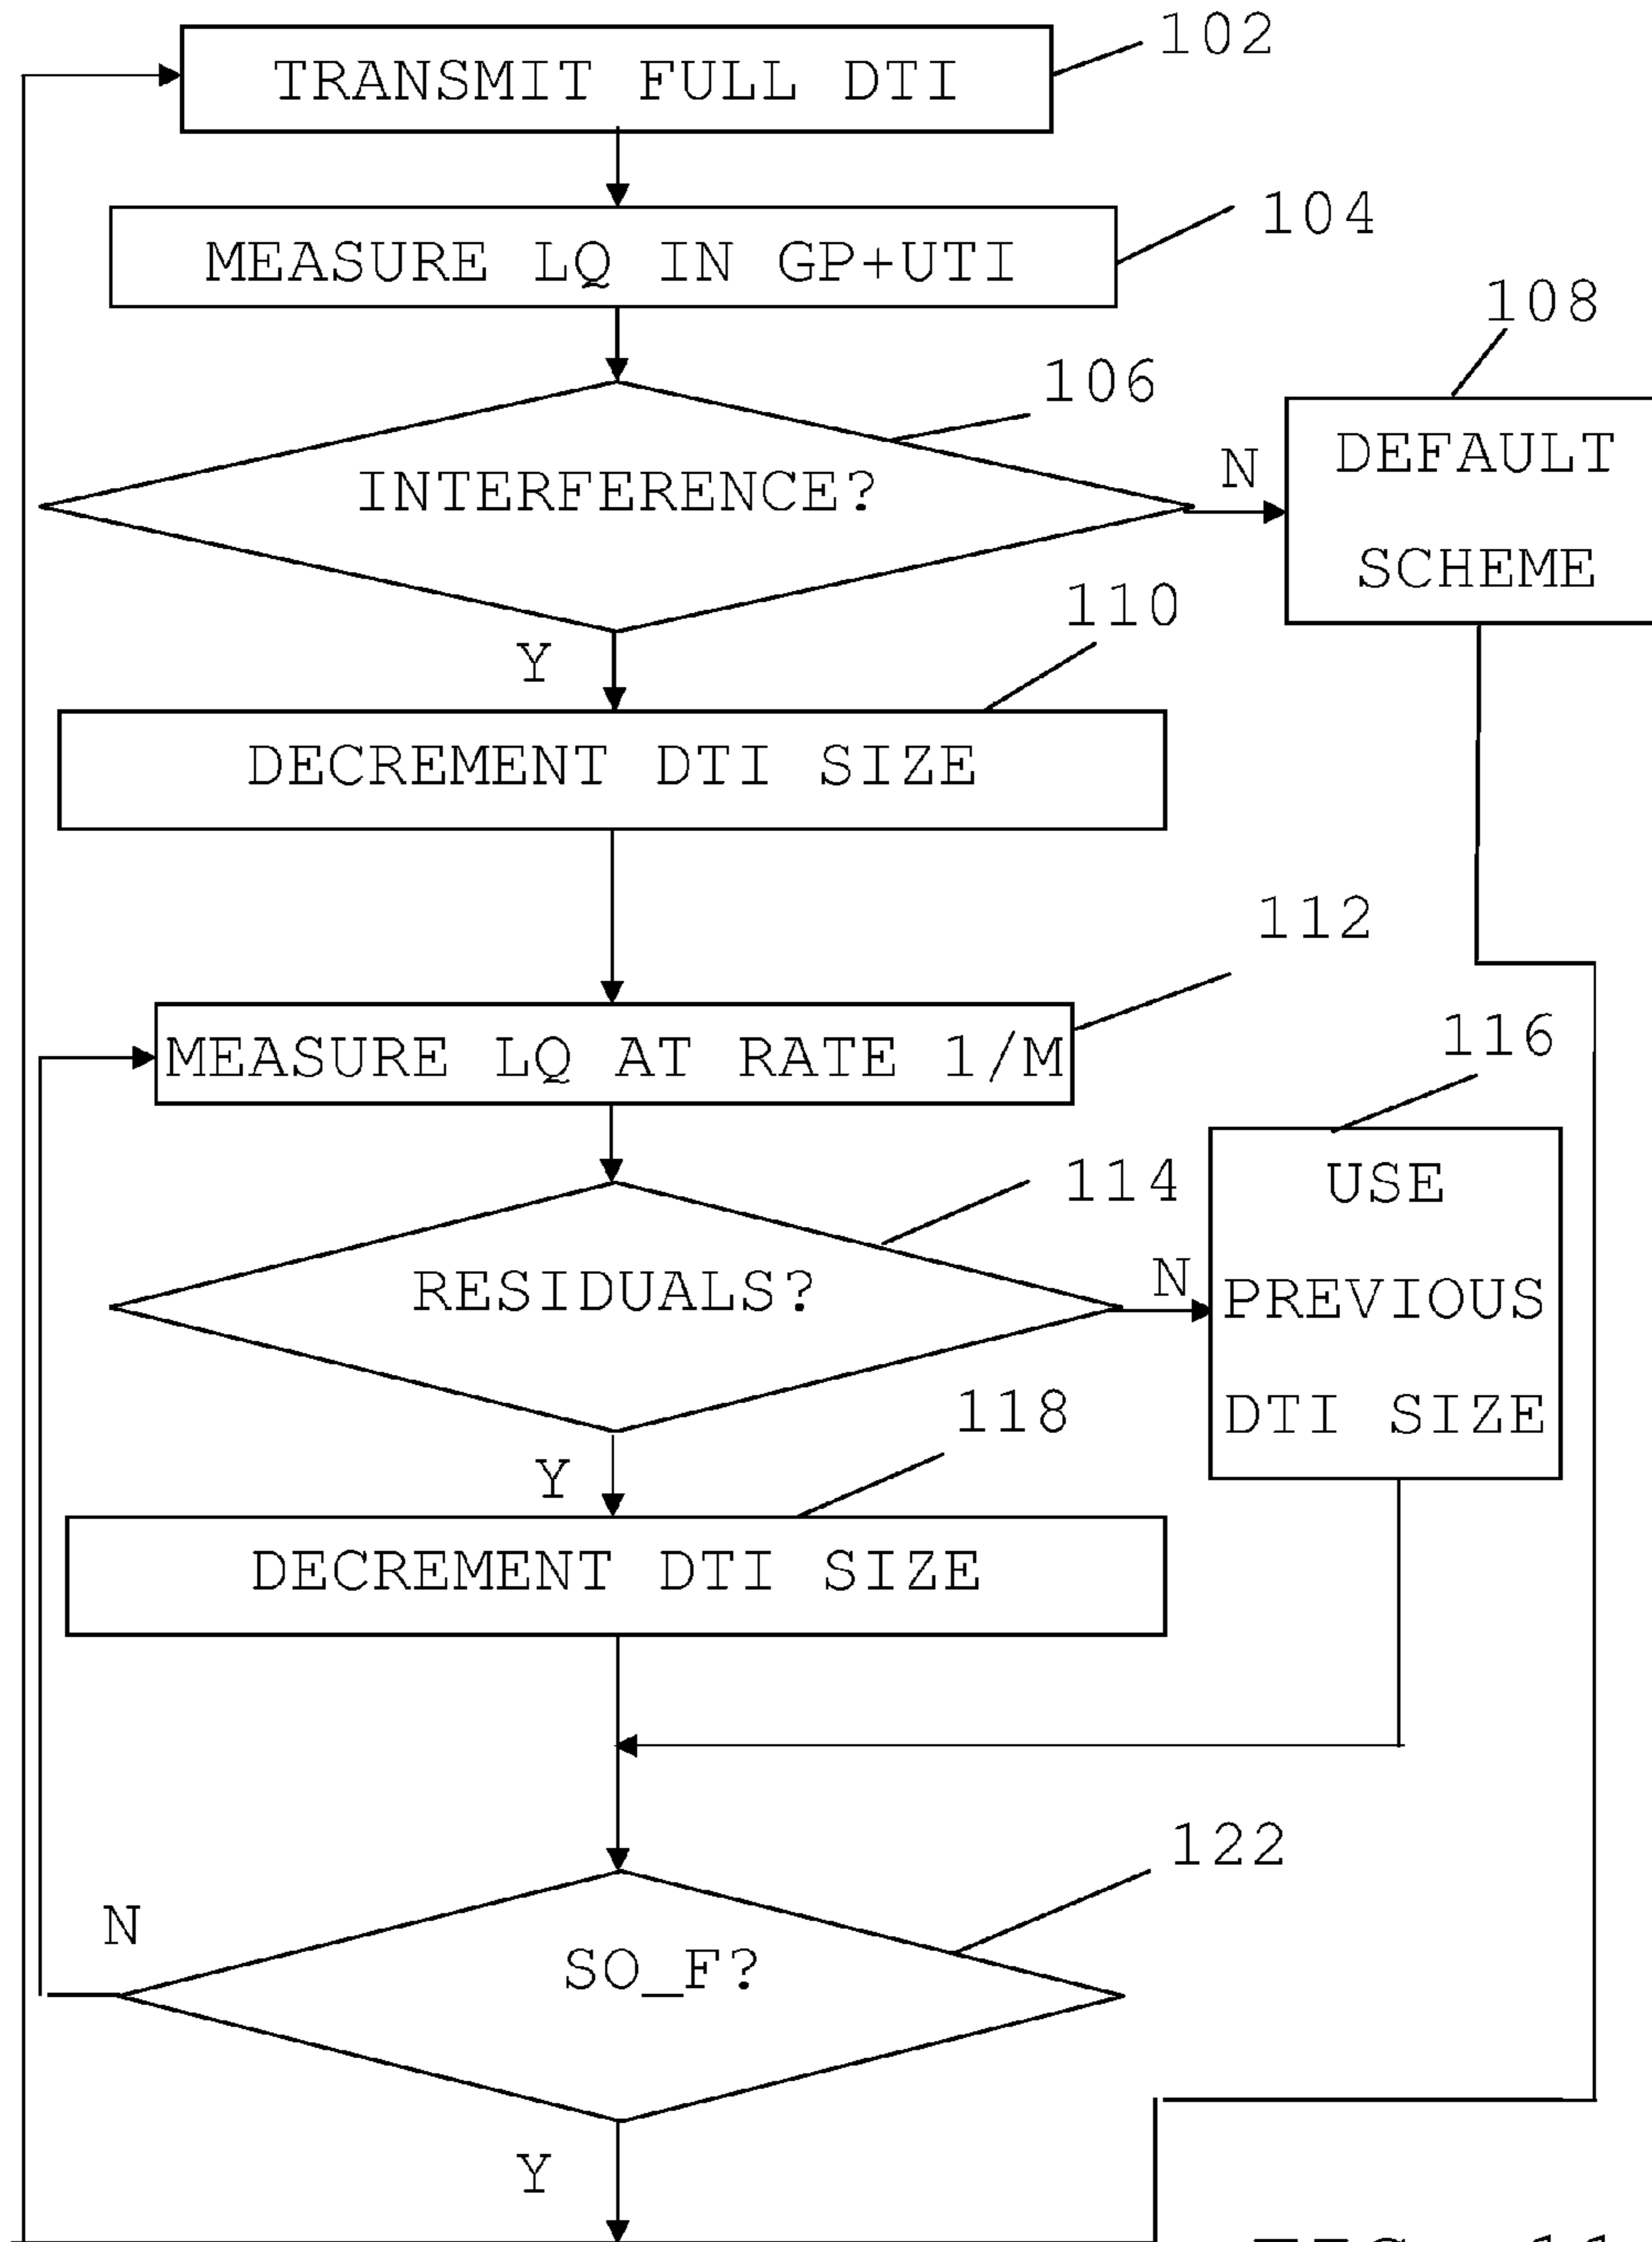 TRANSMIT FULL DTI
102
MEASURE LQ IN GP+UTI
104
INTERFERENCE?
106
N
108
DEFAULT
SCHEME
Y
110
DECREMENT DTI SIZE
112
MEASURE LQ AT RATE 1/M
114
RESIDUALS?
N
116
USE
PREVIOUS
DTI SIZE
Y
118
DECREMENT DTI SIZE
122
SO_F?
N
Y